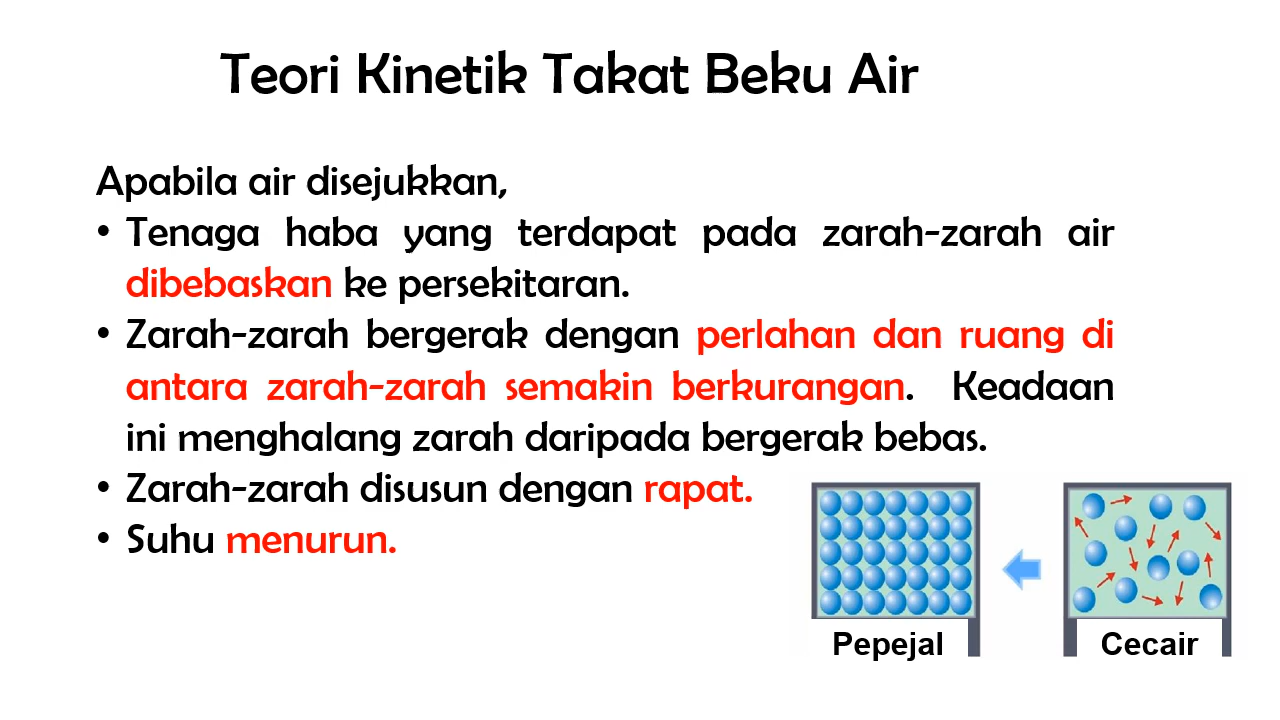 Teori Kinetik Takat Beku Air
Apabila air disejukkan,
• Tenaga haba yang terdapat pada zarah-zarah air
dibebaskan ke persekitaran.
• Zarah-zarah bergerak dengan perlahan dan ruang di
antara zarah-zarah semakin berkurangan. Keadaan
ini menghalang zarah daripada bergerak bebas.
• Zarah-zarah disusun dengan rapat.
• Suhu menurun.
Pepejal
Cecair